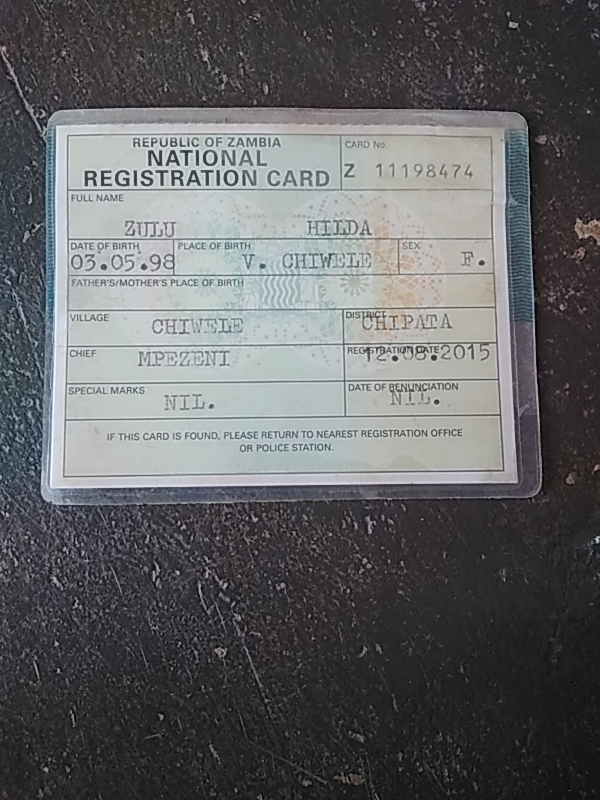 REPUBLIC OF ZAMBIA
NATIONAL
REGISTRATION CARD
CARD No.
Z 11198474
FULL NAME
ZULU HILDA
DATE OF BIRTH PLACE OF BIRTH SEX
03.05.98 V. CHIWELE F.
FATHER'S/MOTHER'S PLACE OF BIRTH
VILLAGE CHIWELE DISTRICT CHIPATA
CHIEF MPEZENI REGISTRATION DATE 12.08.2015
SPECIAL MARKS NIL. DATE OF RENUNCIATION NIL.
IF THIS CARD IS FOUND, PLEASE RETURN TO NEAREST REGISTRATION OFFICE
OR POLICE STATION.